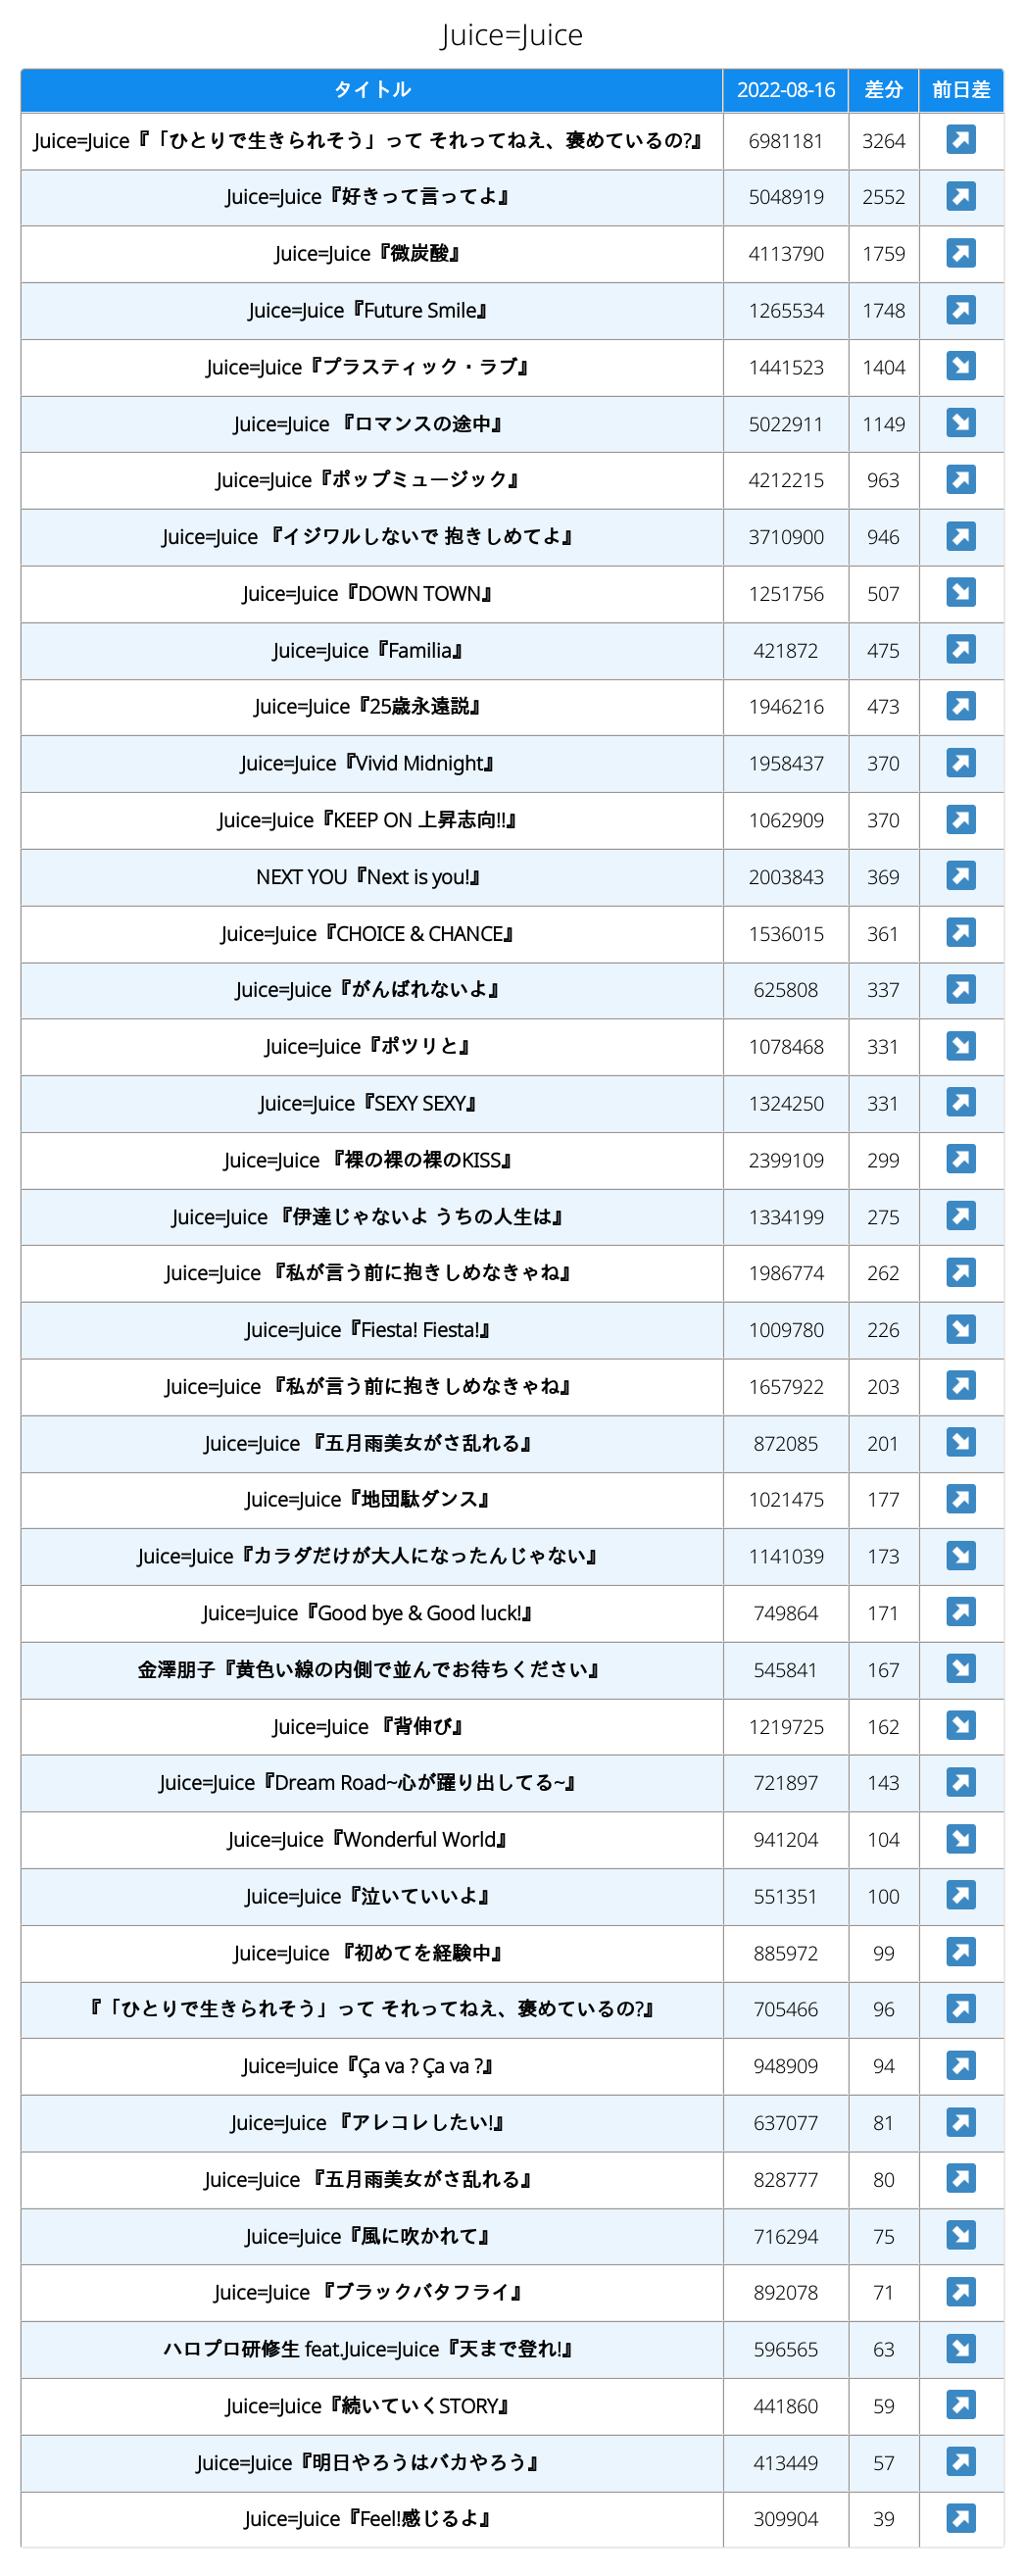 Juice=Juice
タイトル 2022-08-16 差分 前日差
Juice=Juice『「ひとりで生きられそう」って それってねえ、褒めているの?』 6981181 3264
Juice=Juice『好きって言ってよ』 5048919 2552
Juice=Juice『微炭酸』 4113790 1759
Juice=Juice『Future Smile』 1265534 1748
Juice=Juice『プラスティック・ラブ』 1441523 1404
Juice=Juice 『ロマンスの途中』 5022911 1149
Juice=Juice『ポップミュージック』 4212215 963
Juice=Juice 『イジワルしないで 抱きしめてよ』 3710900 946
Juice=Juice『DOWN TOWN』 1251756 507
Juice=Juice『Familia』 421872 475
Juice=Juice『25歳永遠説』 1946216 473
Juice=Juice『Vivid Midnight』 1958437 370
Juice=Juice『KEEP ON 上昇志向!!』 1062909 370
NEXT YOU『Next is you!』 2003843 369
Juice=Juice『CHOICE & CHANCE』 1536015 361
Juice=Juice『がんばれないよ』 625808 337
Juice=Juice『ポツリと』 1078468 331
Juice=Juice『SEXY SEXY』 1324250 331
Juice=Juice 『裸の裸の裸のKISS』 2399109 299
Juice=Juice 『伊達じゃないよ うちの人生は』 1334199 275
Juice=Juice 『私が言う前に抱きしめなきゃね』 1986774 262
Juice=Juice『Fiesta! Fiesta!』 1009780 226
Juice=Juice 『私が言う前に抱きしめなきゃね』 1657922 203
Juice=Juice 『五月雨美女がさ乱れる』 872085 201
Juice=Juice『地団駄ダンス』 1021475 177
Juice=Juice『カラダだけが大人になったんじゃない』 1141039 173
Juice=Juice『Good bye & Good luck!』 749864 171
金澤朋子『黄色い線の内側で並んでお待ちください』 545841 167
Juice=Juice 『背伸び』 1219725 162
Juice=Juice『Dream Road~心が躍り出してる~』 721897 143
Juice=Juice『Wonderful World』 941204 104
Juice=Juice『泣いていいよ』 551351 100
Juice=Juice 『初めてを経験中』 885972 99
『「ひとりで生きられそう」って それってねえ、褒めているの?』 705466 96
Juice=Juice『Ça va ? Ça va ?』 948909 94
Juice=Juice 『アレコレしたい!』 637077 81
Juice=Juice 『五月雨美女がさ乱れる』 828777 80
Juice=Juice『風に吹かれて』 716294 75
Juice=Juice 『ブラックバタフライ』 892078 71
ハロプロ研修生 feat.Juice=Juice『天まで登れ!』 596565 63
Juice=Juice『続いていくSTORY』 441860 59
Juice=Juice『明日やろうはバカやろう』 413449 57
Juice=Juice『Feel!感じるよ』 309904 39